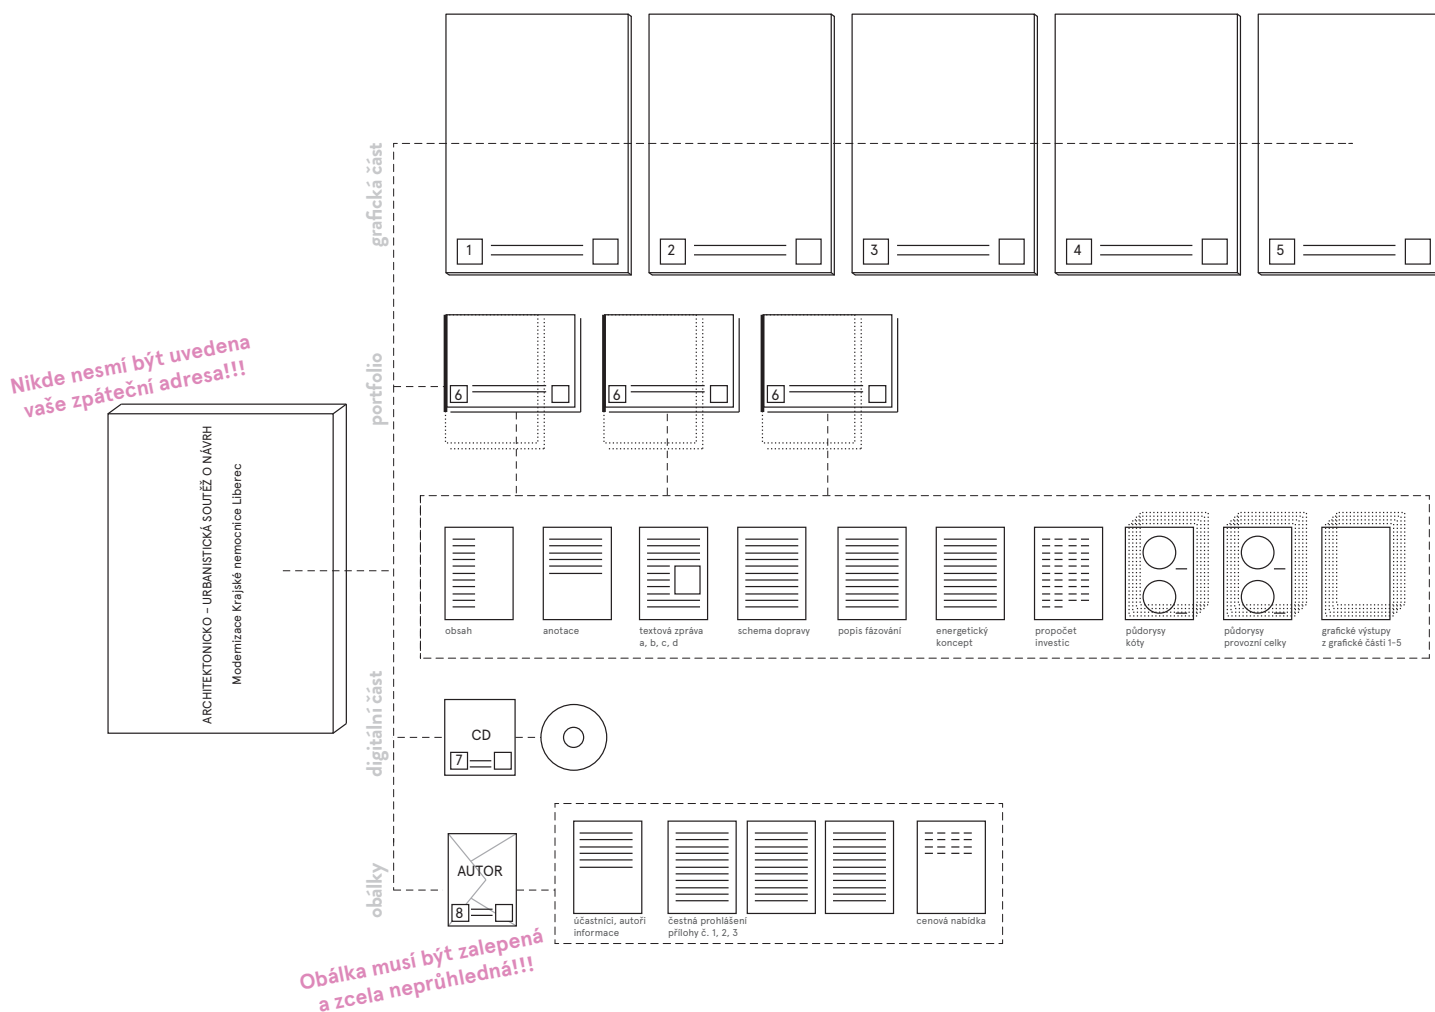 grafická část
1
2
3
4
5
Nikde nesmí být uvedena
vaše zpáteční adresa!!!
portfolio
6
6
6
ARCHITEKTONICKO – URBANISTICKÁ SOUTĚŽ O NÁVRH
Modernizace Krajské nemocnice Liberec
obsah
anotace
textová zpráva
a, b, c, d
schema dopravy
popis fázování
energetický
koncept
propočet
investic
půdorysy
kóty
půdorysy
provozní celky
grafické výstupy
z grafické části 1-5
digitální část
CD
7
obálky
AUTOR
8
účastníci, autoři
informace
čestná prohlášení
přílohy č. 1, 2, 3
cenová nabídka
Obálka musí být zalepená
a zcela neprůhledná!!!